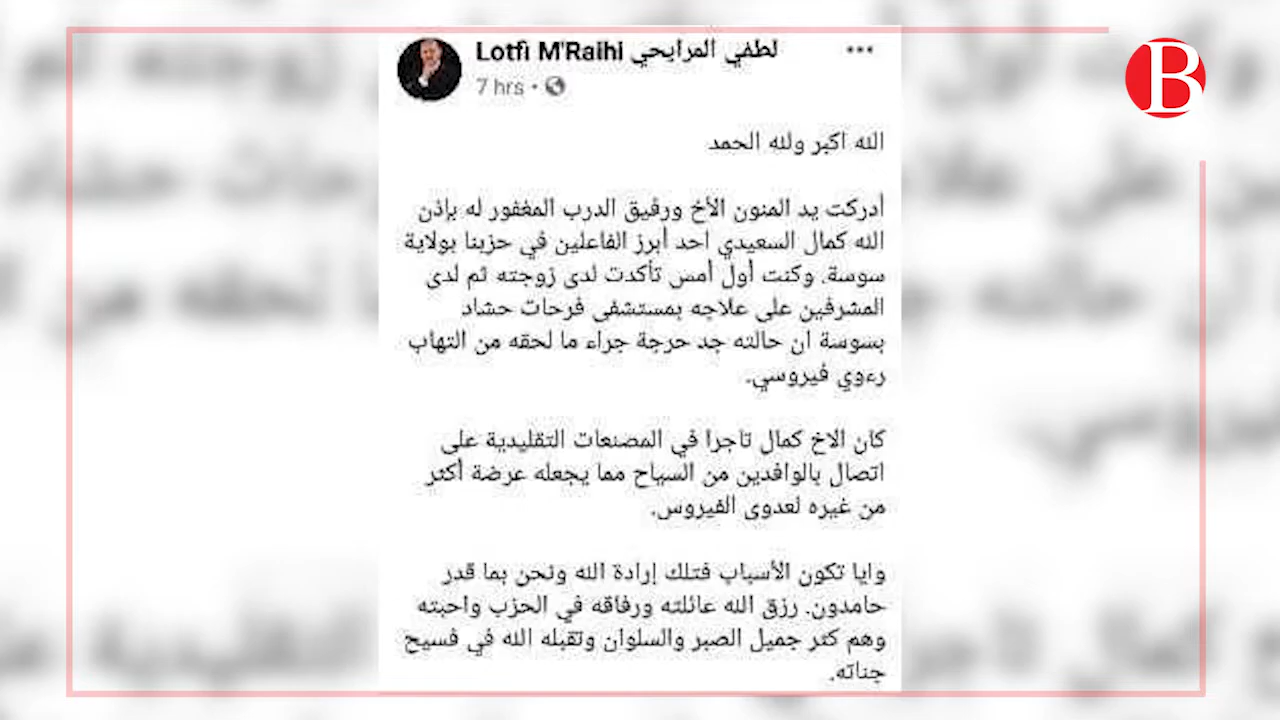 Lotfi M'Raihi لطفي المرايحي
7 hrs
الله اكبر ولله الحمد
أدركت يد المنون الأخ ورفيق الدرب المغفور له بإذن
الله كمال السعيدي احد أبرز الفاعلين في حزبنا بولاية
سوسة. وكنت أول أمس تأكدت لدى زوجته ثم لدى
المشرفين على علاجه بمستشفى فرحات حشاد
بسوسة ان حالته جد حرجة جراء ما لحقه من التهاب
رءوي فيروسي.
كان الاخ كمال تاجرا في المصنعات التقليدية على
اتصال بالوافدين من السياح مما يجعله عرضة أكثر
من غيره لعدوى الفيروس.
وايا تكون الأسباب فتلك إرادة الله ونحن بما قدر
حامدون. رزق الله عائلته ورفاقه في الحزب واحبته
وهم كثر جميل الصبر والسلوان وتقبله الله في فسيح
جناته.
B